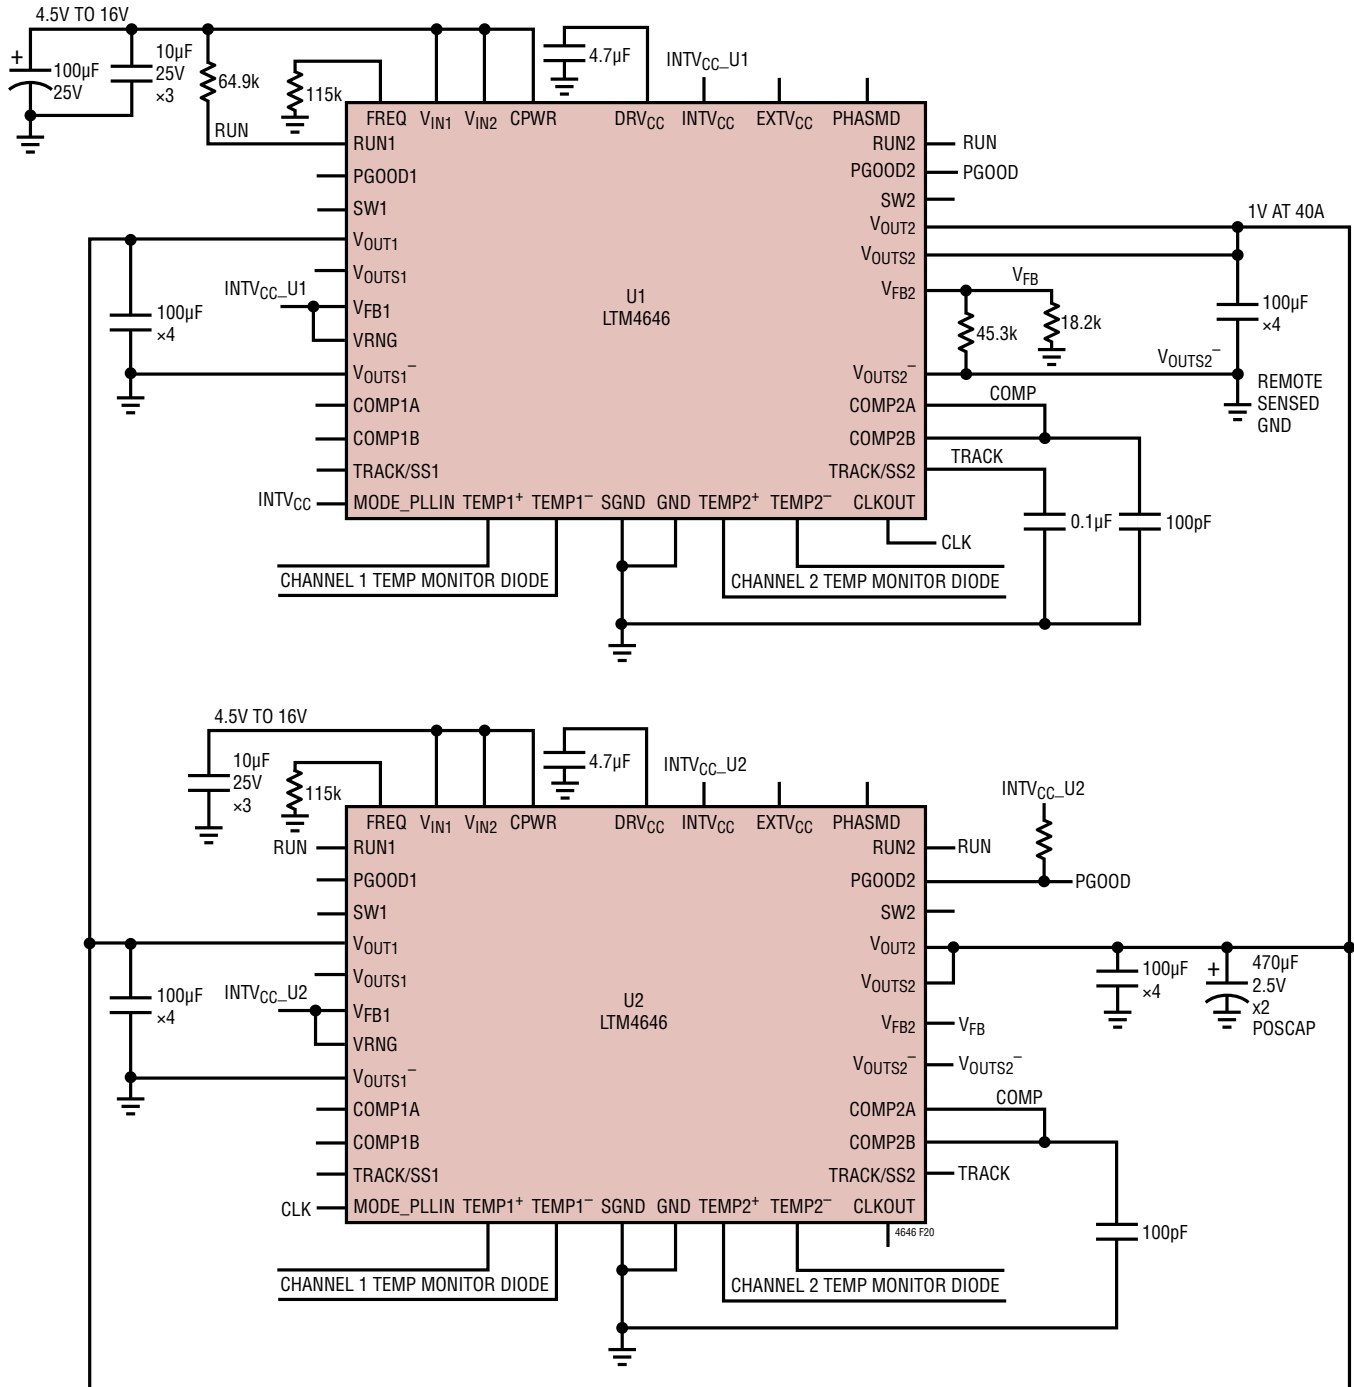 4.5V TO 16V
+
100µF
25V
10µF
25V
×3
64.9k
115k
4.7µF
INTVCC_U1
RUN
FREQ VIN1 VIN2 CPWR DRVCC INTVCC EXTVCC PHASMD
RUN1
PGOOD1
SW1
VOUT1
VOUTS1
INTVCC_U1
VFB1
VRNG
VOUTS1–
COMP1A
COMP1B
TRACK/SS1
INTVCC
100µF
×4
U1
LTM4646
RUN2 RUN
PGOOD2 PGOOD
SW2
VOUT2
1V AT 40A
VOUTS2
VFB2
VFB
45.3k
18.2k
100µF
×4
VOUTS2–
VOUTS2–
REMOTE
SENSED
GND
COMP2A
COMP
COMP2B
TRACK/SS2
TRACK
MODE_PLLIN TEMP1+ TEMP1– SGND GND TEMP2+ TEMP2– CLKOUT
0.1µF
100pF
CLK
CHANNEL 1 TEMP MONITOR DIODE
CHANNEL 2 TEMP MONITOR DIODE
4.5V TO 16V
10µF
25V
×3
115k
4.7µF
INTVCC_U2
INTVCC_U2
FREQ VIN1 VIN2 CPWR DRVCC INTVCC EXTVCC PHASMD
RUN
RUN1
PGOOD1
SW1
VOUT1
VOUTS1
INTVCC_U2
VFB1
VRNG
VOUTS1–
COMP1A
COMP1B
TRACK/SS1
CLK
100µF
×4
U2
LTM4646
RUN2 RUN
PGOOD2 PGOOD
SW2
VOUT2
VOUTS2
100µF
×4
+
470µF
2.5V
x2
POSCAP
VFB2 VFB
VOUTS2– VOUTS2–
COMP2A
COMP
COMP2B
TRACK/SS2 TRACK
MODE_PLLIN TEMP1+ TEMP1– SGND GND TEMP2+ TEMP2– CLKOUT
4646 F20
100pF
CHANNEL 1 TEMP MONITOR DIODE
CHANNEL 2 TEMP MONITOR DIODE